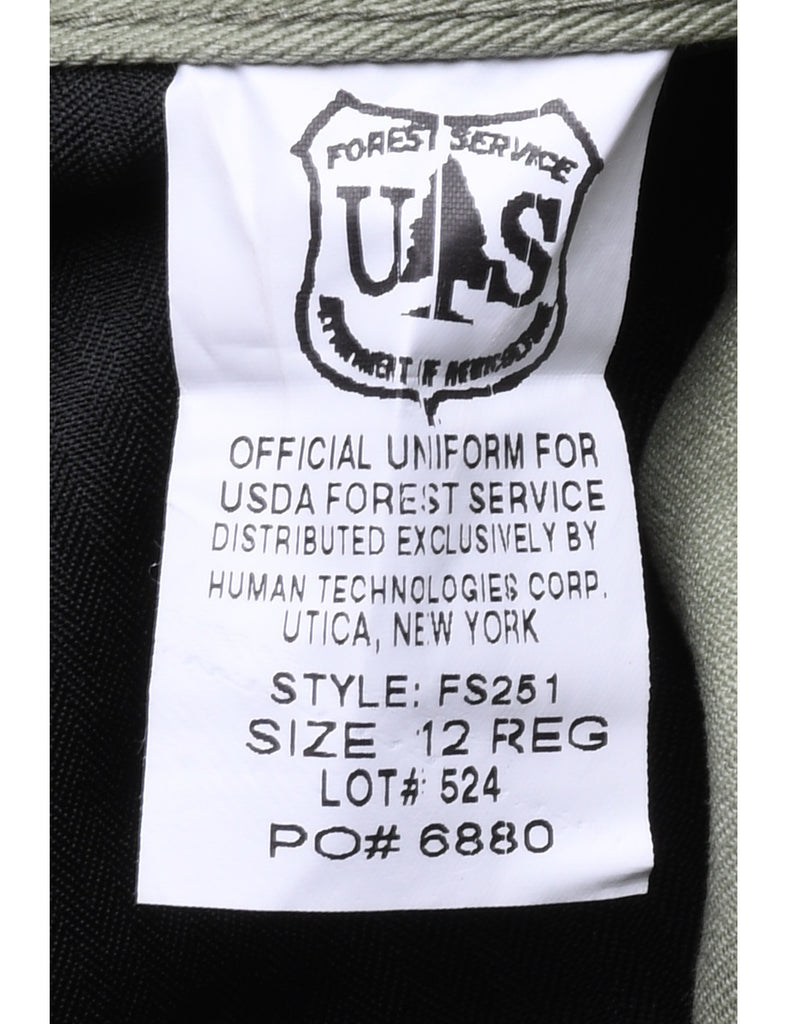 FOREST SERVICE
U S
DEPARTMENT OF AGRICULTURE
OFFICIAL UNIFORM FOR
USDA FOREST SERVICE
DISTRIBUTED EXCLUSIVELY BY
HUMAN TECHNOLOGIES CORP.
UTICA, NEW YORK
STYLE: FS251
SIZE 12 REG
LOT# 524
PO# 6880